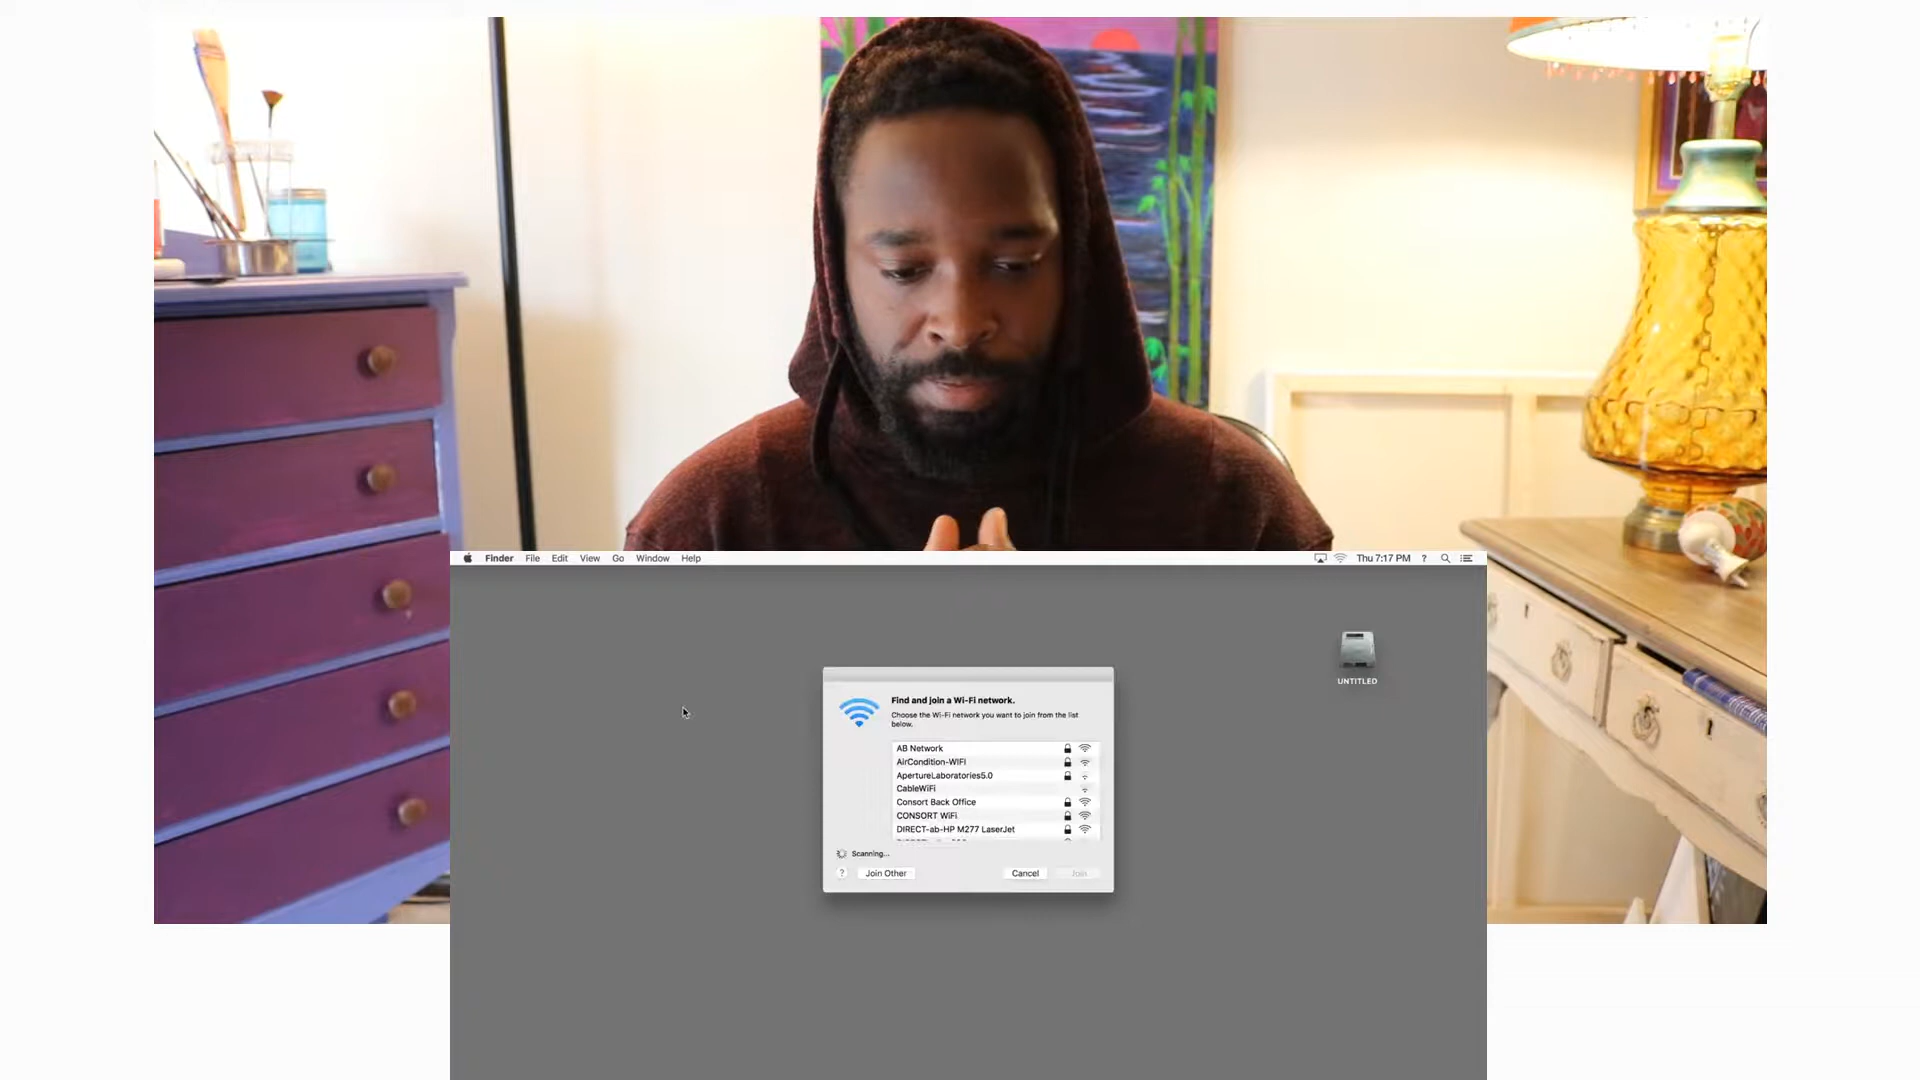 Finder File Edit View Go Window Help
Thu 7:17 PM ?
UNTITLED
Find and join a Wi-Fi network.
Choose the Wi-Fi network you want to join from the list
below.
AB Network
AirCondition-WIFI
ApertureLaboratories5.0
CableWiFi
Consort Back Office
CONSORT WiFi
DIRECT-ab-HP M277 LaserJet
Scanning...
? Join Other Cancel Join